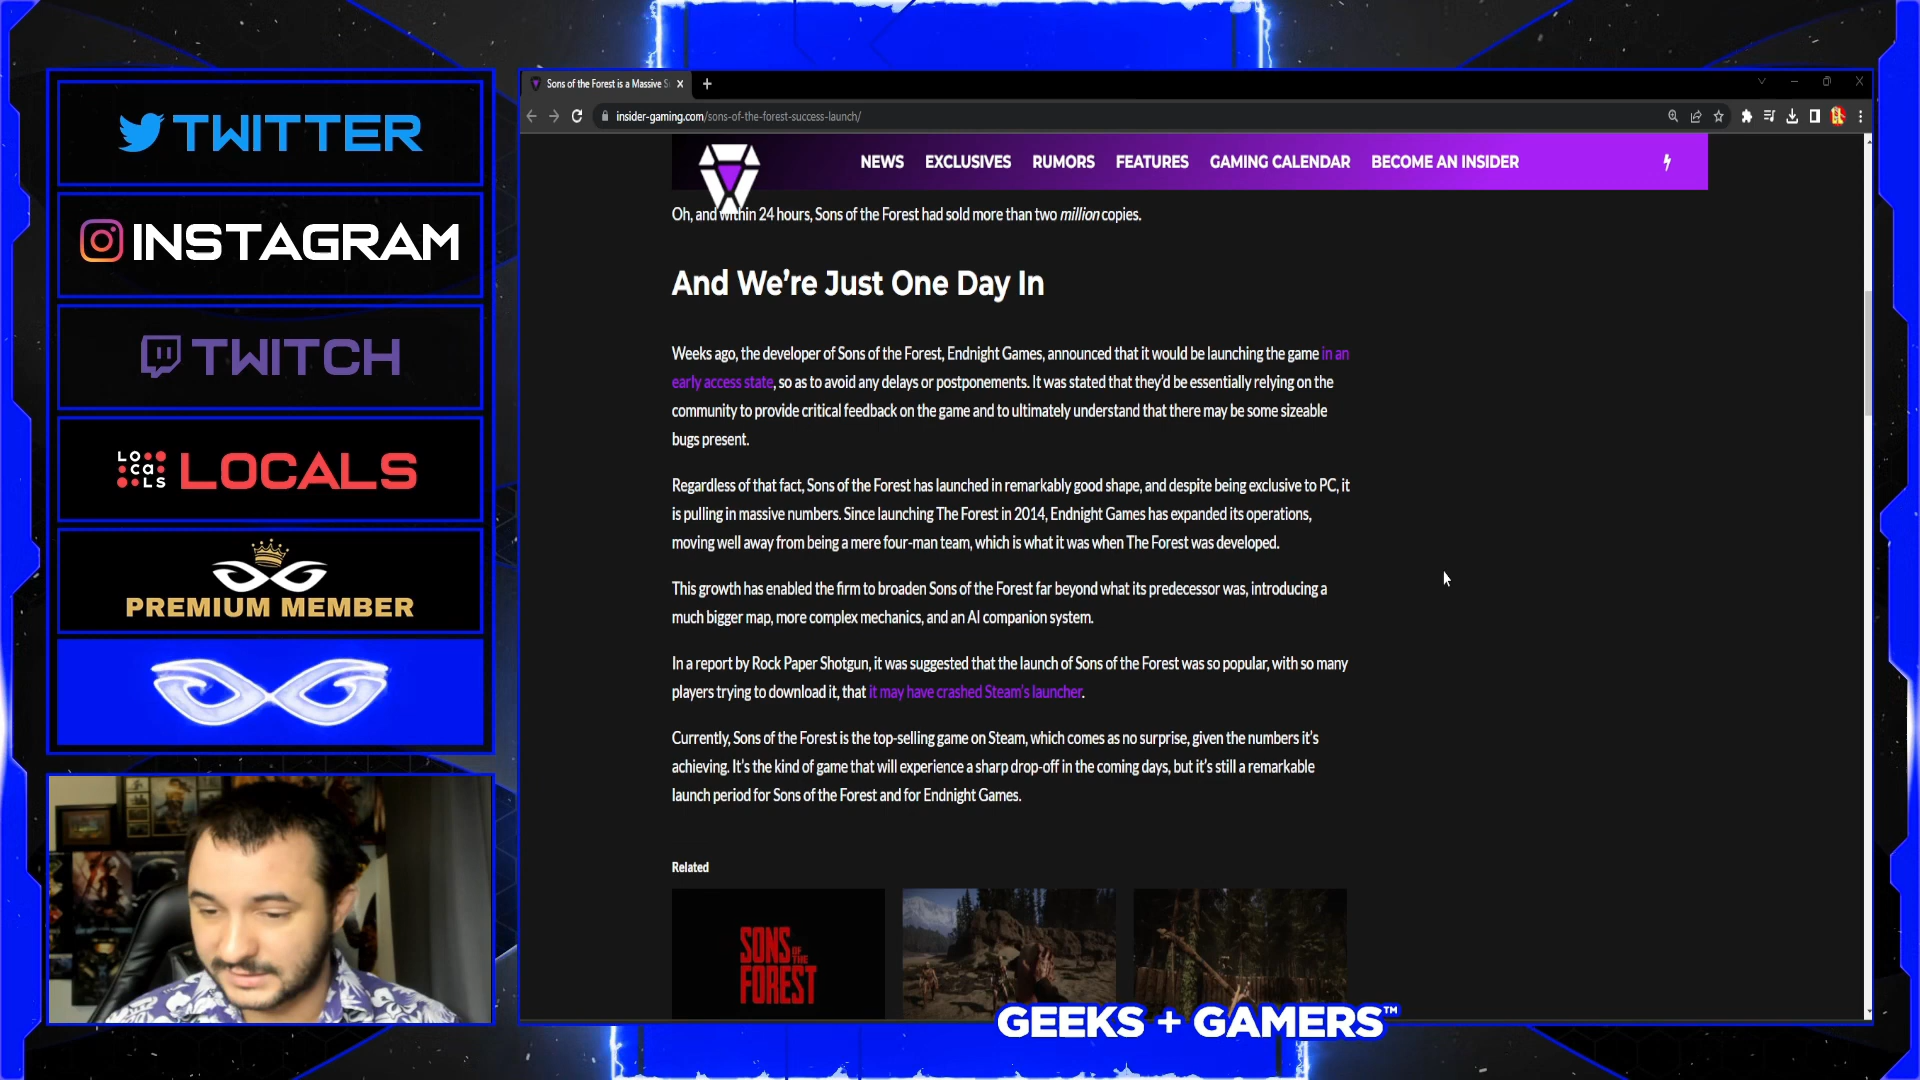 TWITTER
INSTAGRAM
TWITCH
LOCALS
LOCALS
PREMIUM MEMBER
Sons of the Forest is a Massive S
insider-gaming.com/sons-of-the-forest-success-launch/
NEWS EXCLUSIVES RUMORS FEATURES GAMING CALENDAR BECOME AN INSIDER
Oh, and within 24 hours, Sons of the Forest had sold more than two million copies.
And We're Just One Day In
Weeks ago, the developer of Sons of the Forest, Endnight Games, announced that it would be launching the game in an
early access state, so as to avoid any delays or postponements. It was stated that they'd be essentially relying on the
community to provide critical feedback on the game and to ultimately understand that there may be some sizeable
bugs present.
Regardless of that fact, Sons of the Forest has launched in remarkably good shape, and despite being exclusive to PC, it
is pulling in massive numbers. Since launching The Forest in 2014, Endnight Games has expanded its operations,
moving well away from being a mere four-man team, which is what it was when The Forest was developed.
This growth has enabled the firm to broaden Sons of the Forest far beyond what its predecessor was, introducing a
much bigger map, more complex mechanics, and an AI companion system.
In a report by Rock Paper Shotgun, it was suggested that the launch of Sons of the Forest was so popular, with so many
players trying to download it, that it may have crashed Steam's launcher.
Currently, Sons of the Forest is the top-selling game on Steam, which comes as no surprise, given the numbers it's
achieving. It's the kind of game that will experience a sharp drop-off in the coming days, but it's still a remarkable
launch period for Sons of the Forest and for Endnight Games.
Related
SONS OF THE
FOREST
GEEKS + GAMERS™